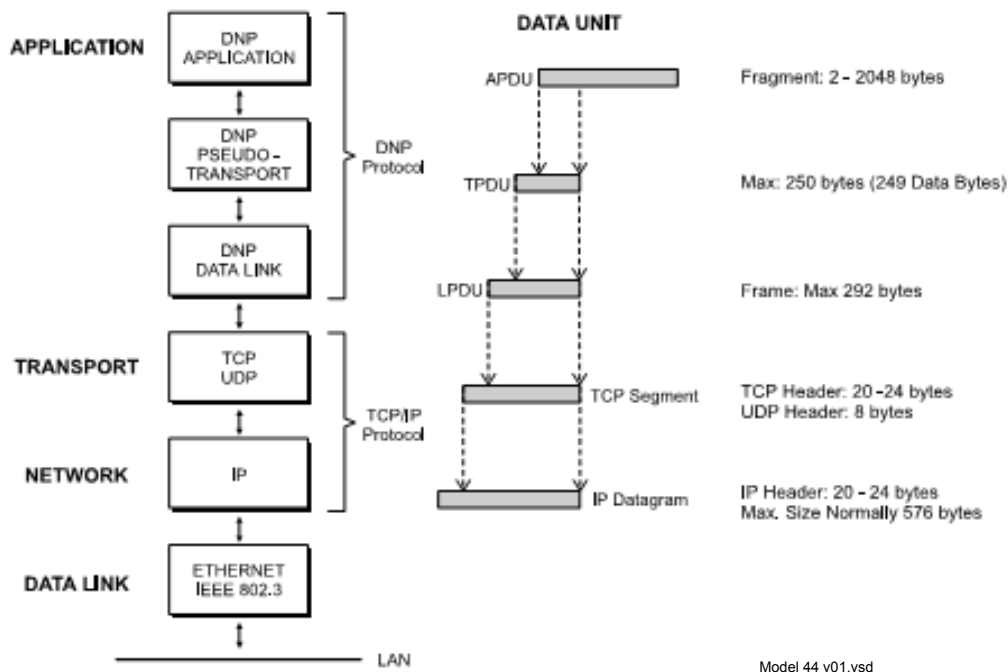 DATA UNIT
APPLICATION
DNP
APPLICATION
APDU
Fragment: 2 - 2048 bytes
DNP
PSEUDO -
TRANSPORT
DNP
Protocol
TPDU
Max: 250 bytes (249 Data Bytes)
DNP
DATA LINK
LPDU
Frame: Max 292 bytes
TRANSPORT
TCP
UDP
TCP Segment
TCP Header: 20 -24 bytes
UDP Header: 8 bytes
TCP/IP
Protocol
NETWORK
IP
IP Datagram
IP Header: 20 - 24 bytes
Max. Size Normally 576 bytes
DATA LINK
ETHERNET
IEEE 802.3
LAN
Model 44 v01.vsd